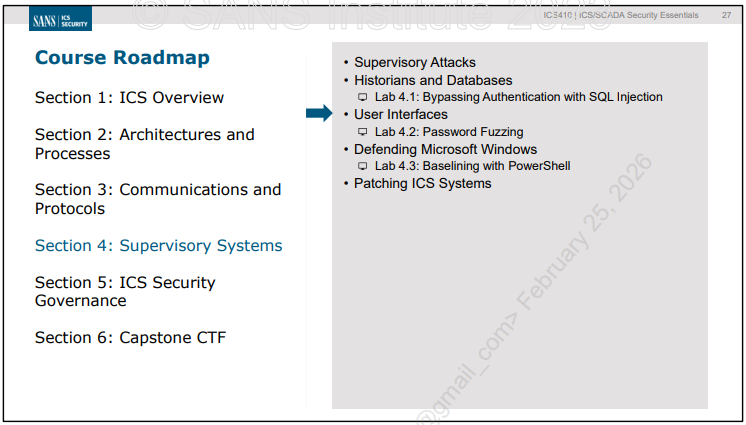 © SANS Institute 2026
SANS | ICS SECURITY
ICS410 | ICS/SCADA Security Essentials 27
Course Roadmap
Section 1: ICS Overview
Section 2: Architectures and
Processes
Section 3: Communications and
Protocols
Section 4: Supervisory Systems
Section 5: ICS Security
Governance
Section 6: Capstone CTF
• Supervisory Attacks
• Historians and Databases
Lab 4.1: Bypassing Authentication with SQL Injection
• User Interfaces
Lab 4.2: Password Fuzzing
• Defending Microsoft Windows
Lab 4.3: Baselining with PowerShell
• Patching ICS Systems
@gmail_com> February 25, 2026